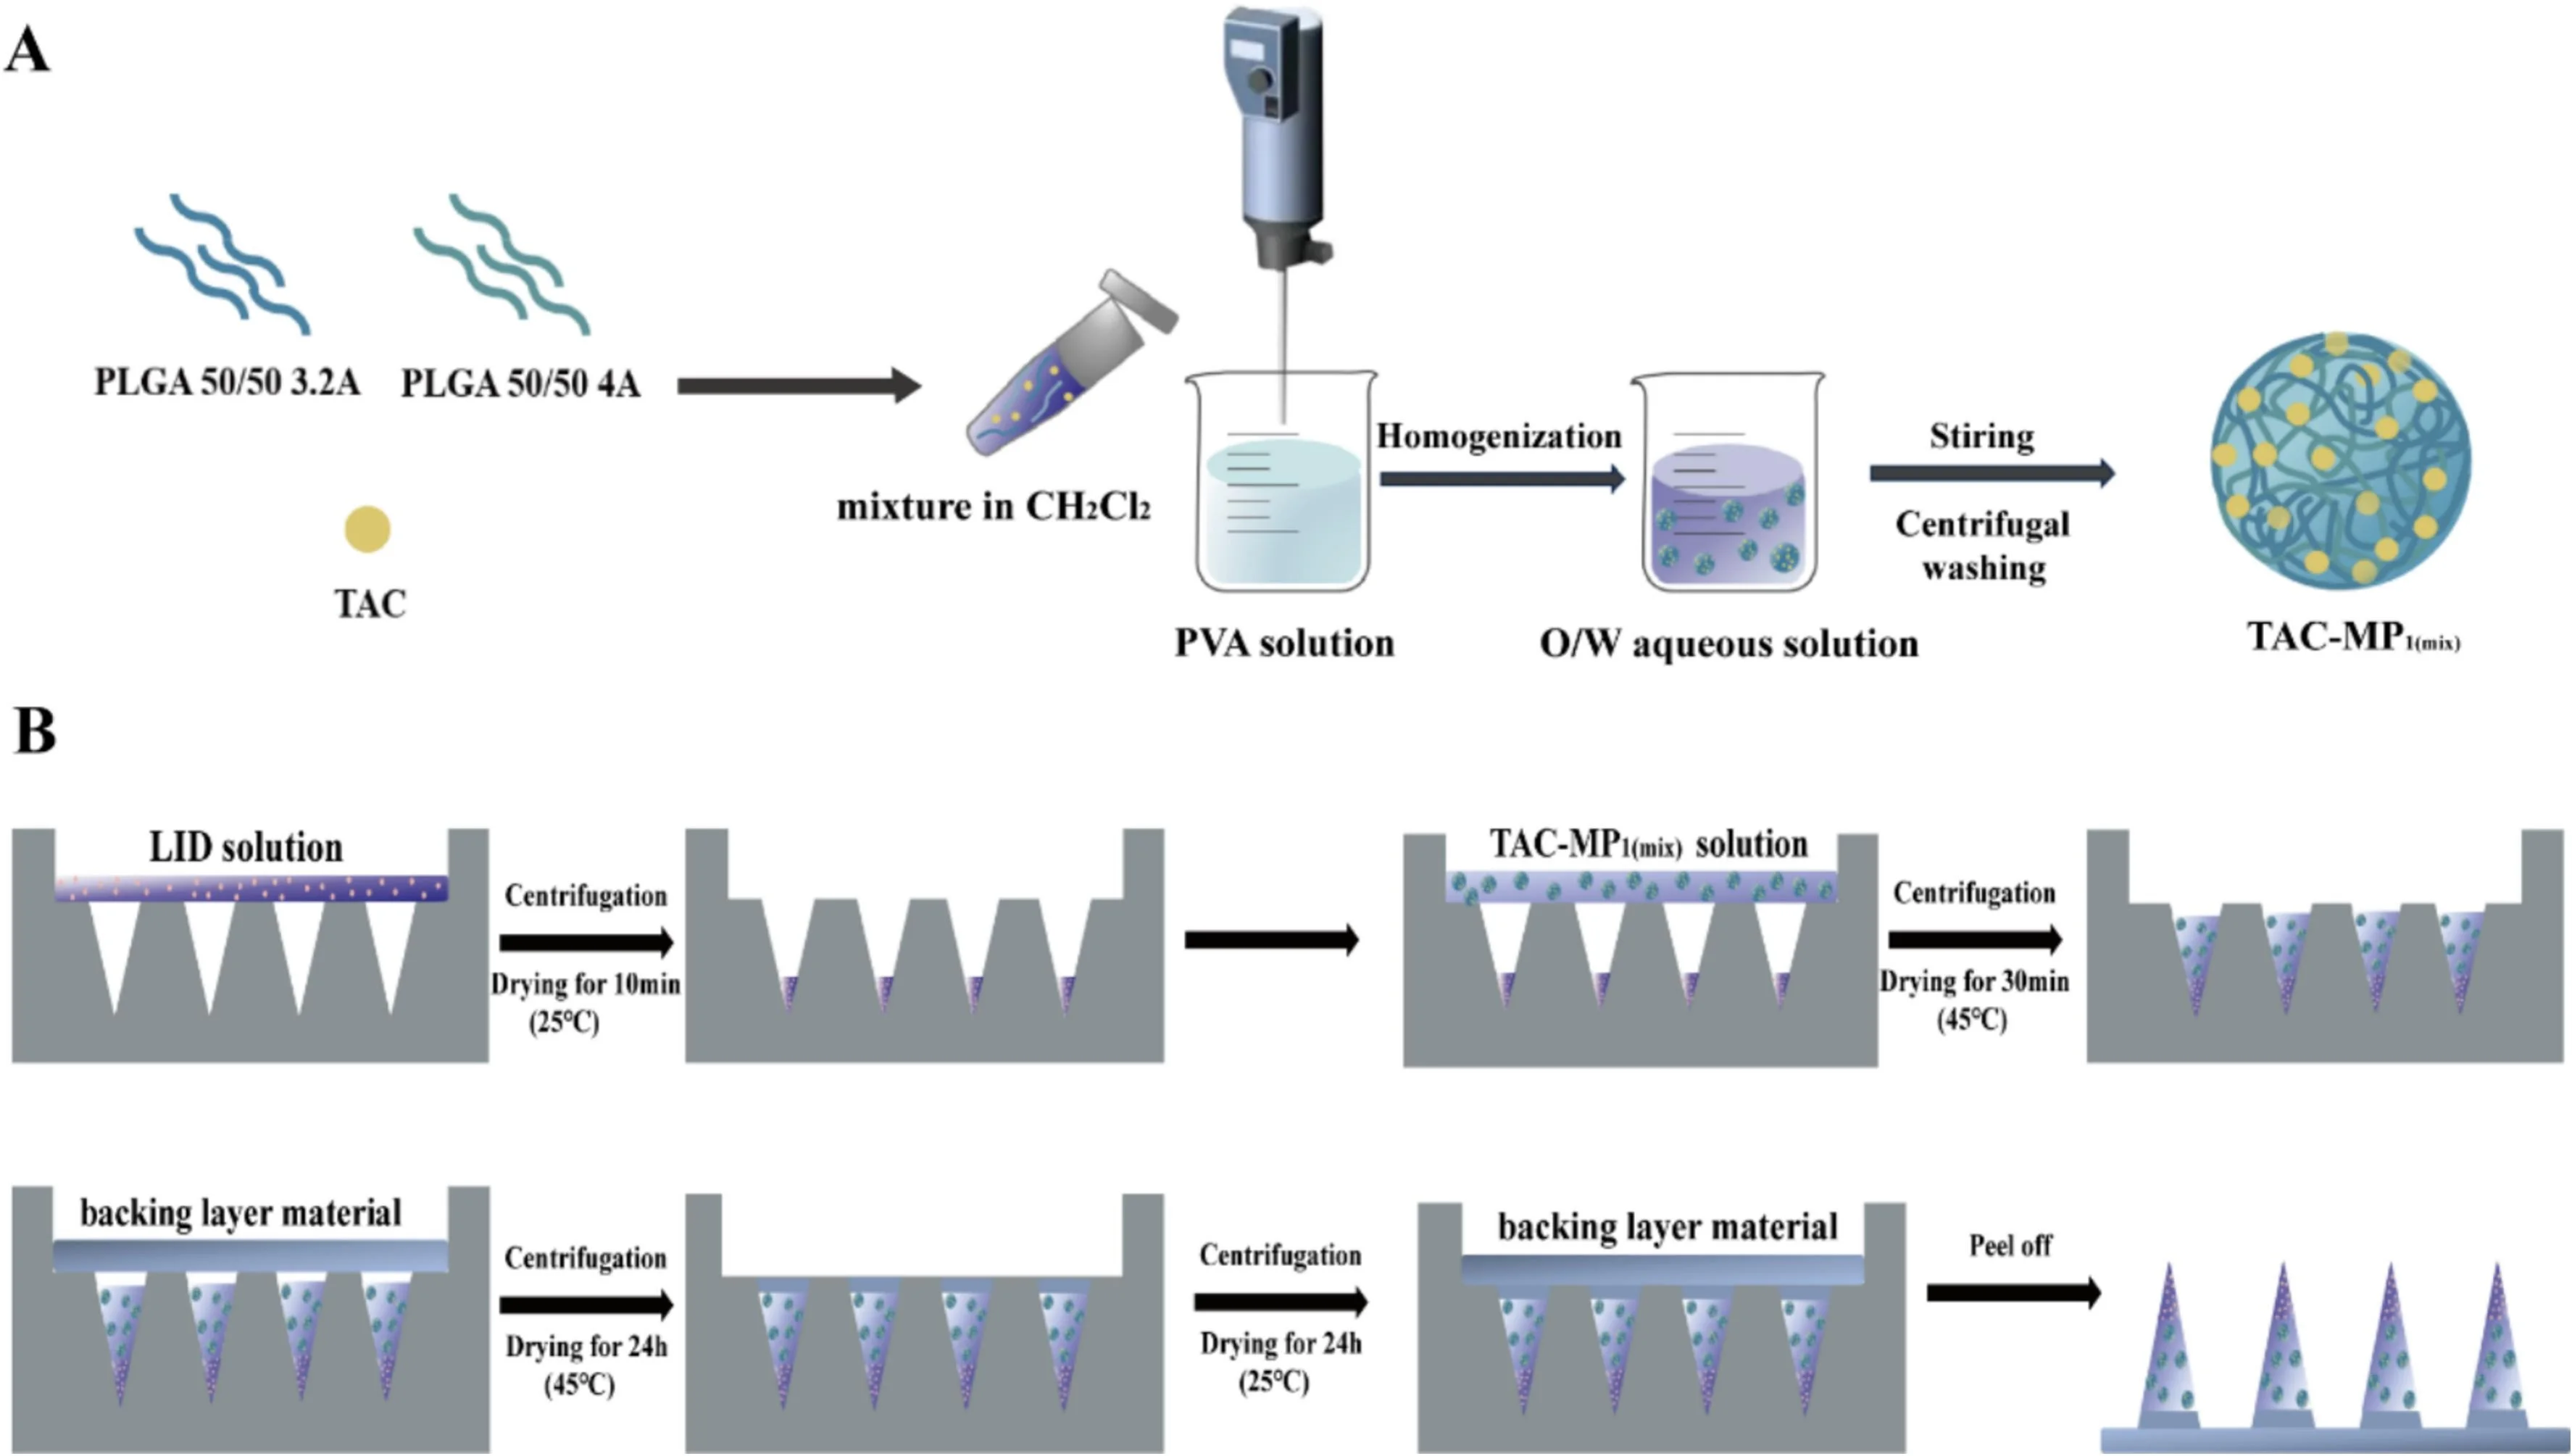 A
PLGA 50/50 3.2A
PLGA 50/50 4A
TAC
mixture in CH₂Cl₂
PVA solution
Homogenization
O/W aqueous solution
Stiring
Centrifugal
washing
TAC-MP1(mix)
B
LID solution
Centrifugation
Drying for 10min
(25℃)
TAC-MP1(mix) solution
Centrifugation
Drying for 30min
(45℃)
backing layer material
Centrifugation
Drying for 24h
(45℃)
Centrifugation
Drying for 24h
(25℃)
backing layer material
Peel off